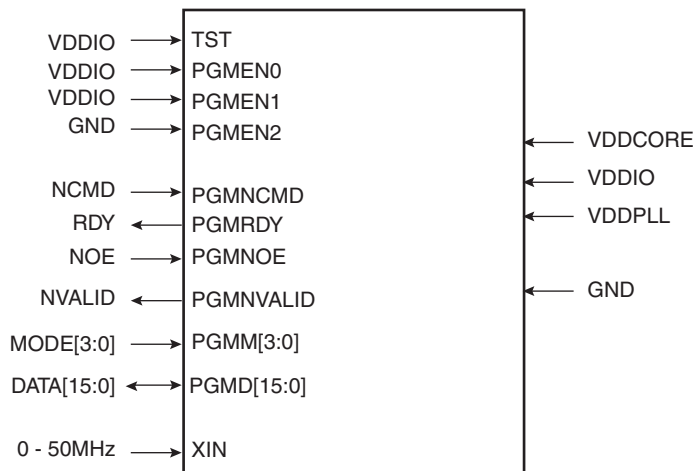 VDDIO TST
VDDIO PGMEN0
VDDIO PGMEN1
GND PGMEN2
VDDCORE
VDDIO
NCMD PGMNCMD
VDDPLL
RDY PGMRDY
NOE PGMNOE
NVALID PGMNVALID
GND
MODE[3:0] PGMM[3:0]
DATA[15:0] PGMD[15:0]
0 - 50MHz XIN